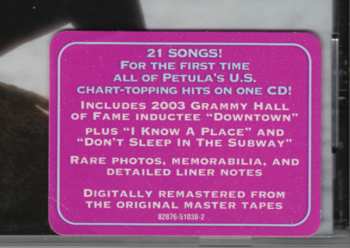 21 SONGS!
FOR THE FIRST TIME
ALL OF PETULA'S U.S.
CHART-TOPPING HITS ON ONE CD!
INCLUDES 2003 GRAMMY HALL
OF FAME INDUCTEE "DOWNTOWN"
PLUS "I KNOW A PLACE" AND
"DON'T SLEEP IN THE SUBWAY"
RARE PHOTOS, MEMORABILIA, AND
DETAILED LINER NOTES
DIGITALLY REMASTERED FROM
THE ORIGINAL MASTER TAPES
82876-51038-2